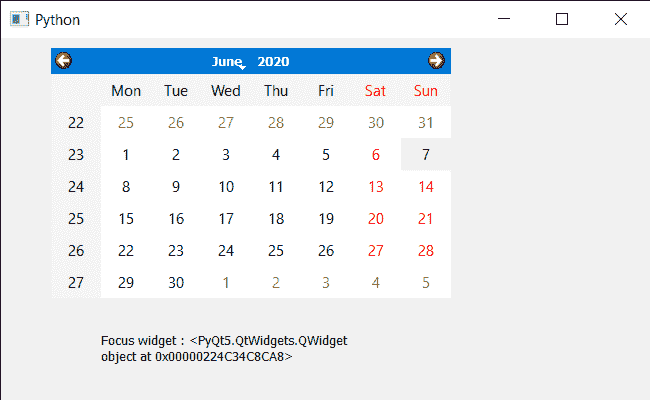 Python
June 2020
Mon Tue Wed Thu Fri Sat Sun
22 25 26 27 28 29 30 31
23 1 2 3 4 5 6 7
24 8 9 10 11 12 13 14
25 15 16 17 18 19 20 21
26 22 23 24 25 26 27 28
27 29 30 1 2 3 4 5
Focus widget : <PyQt5.QtWidgets.QWidget
object at 0x00000224C34C8CA8>